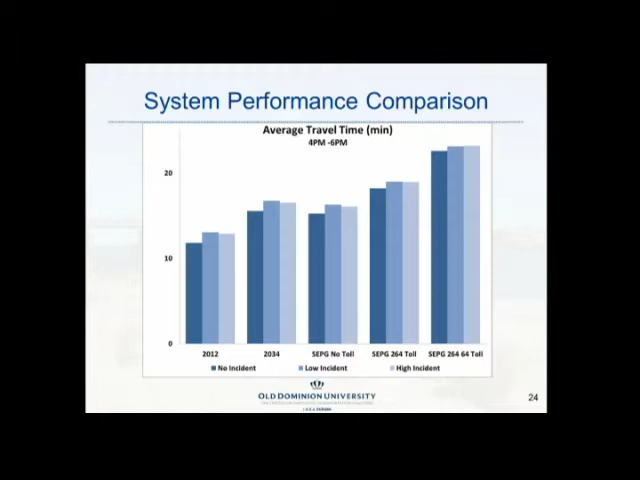 System Performance Comparison
Average Travel Time (min)
4PM -6PM
20
10
0
2012 2034 SEPG No Toll SEPG 264 Toll SEPG 264 64 Toll
No Incident Low Incident High Incident
OLD DOMINION UNIVERSITY
24